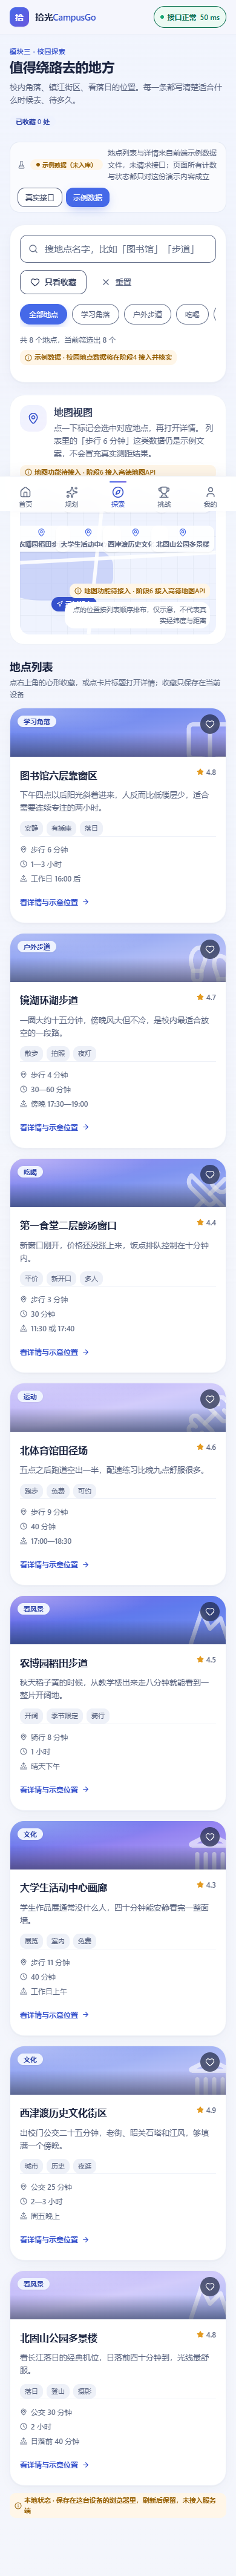 拾
拾光CampusGo
接口正常 50 ms
模块三 · 校园探索
值得绕路去的地方
校内角落、镇江街区、看落日的位置。每一条都写清楚适合什
么时候去、待多久。
已收藏 0 处
示例数据(未入库)
地点列表与详情来自前端示例数据
文件，未请求接口；页面所有计数
与状态都只对这份演示内容成立
真实接口
示例数据
搜地点名字，比如「图书馆」「步道」
只看收藏
重置
全部地点
学习角落
户外步道
吃喝
共 8 个地点，当前筛选出 8 个
示例数据 · 校园地点数据将在阶段4 接入并核实
地图视图
点一下标记会选中对应地点，再打开详情。 列
表里的「步行 6 分钟」这类数据仍是示例文
案，不会冒充真实测距结果。
地图功能待接入 · 阶段6 接入高德地图API
首页
规划
探索
挑战
我的
农博园稻田步
大学生活动中心
西津渡历史文化
北固山公园多景楼
地图功能待接入 · 阶段6 接入高德地图API
点的位置按列表顺序排布，仅示意，不代表真
实经纬度与距离
地点列表
点右上角的心形收藏，或点卡片标题打开详情；收藏只保存在当前
设备
学习角落
图书馆六层靠窗区
4.8
下午四点以后阳光斜着进来，人反而比低楼层少，适合
需要连续专注的两小时。
安静
有插座
落日
步行 6 分钟
1—3 小时
工作日 16:00 后
看详情与示意位置
户外步道
镜湖环湖步道
4.7
一圈大约十五分钟，傍晚风大但不冷，是校内最适合放
空的一段路。
散步
拍照
夜灯
步行 4 分钟
30—60 分钟
傍晚 17:30—19:00
看详情与示意位置
吃喝
第一食堂二层酸汤窗口
4.4
新窗口刚开，价格还没涨上来，饭点排队控制在十分钟
内。
平价
新开口
多人
步行 3 分钟
30 分钟
11:30 或 17:40
看详情与示意位置
运动
北体育馆田径场
4.6
五点之后跑道空出一半，配速练习比晚九点舒服很多。
跑步
免费
可约
步行 9 分钟
40 分钟
17:00—18:30
看详情与示意位置
看风景
农博园稻田步道
4.5
秋天稻子黄的时候，从教学楼出来走八分钟就能看到一
整片开阔地。
开阔
季节限定
骑行
骑行 8 分钟
1 小时
晴天下午
看详情与示意位置
文化
大学生活动中心画廊
4.3
学生作品展通常没什么人，四十分钟能安静看完一整面
墙。
展览
室内
免费
步行 11 分钟
40 分钟
工作日上午
看详情与示意位置
文化
西津渡历史文化街区
4.9
出校门公交二十五分钟，老街、昭关石塔和江风，够填
满一个傍晚。
城市
历史
夜逛
公交 25 分钟
2—3 小时
周五晚上
看详情与示意位置
看风景
北固山公园多景楼
4.8
看长江落日的经典机位，日落前四十分钟到，光线最舒
服。
落日
登山
摄影
公交 30 分钟
2 小时
日落前 40 分钟
看详情与示意位置
本地状态 · 保存在这台设备的浏览器里，刷新后保留，未接入服务
端